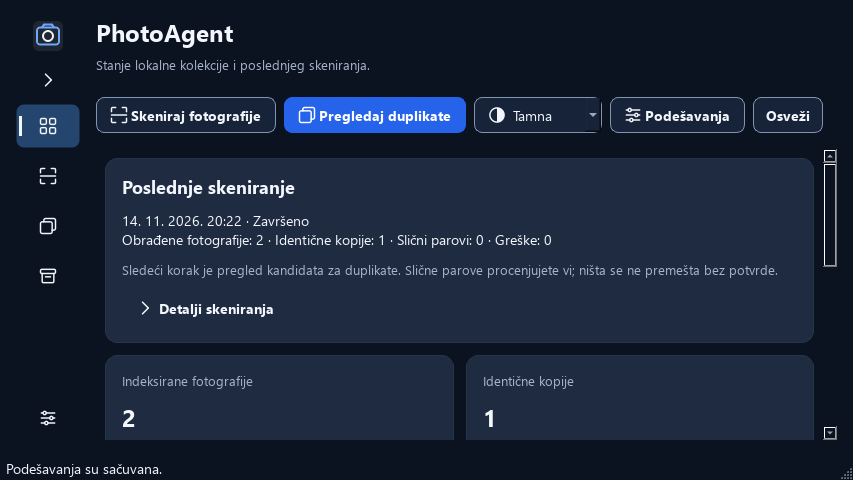 PhotoAgent
Stanje lokalne kolekcije i poslednjeg skeniranja.
Skeniraj fotografije
Pregledaj duplikate
Tamna
Podešavanja
Osveži
Poslednje skeniranje
14. 11. 2026. 20:22 · Završeno
Obrađene fotografije: 2 · Identične kopije: 1 · Slični parovi: 0 · Greške: 0
Sledeći korak je pregled kandidata za duplikate. Slične parove procenjujete vi; ništa se ne premešta bez potvrde.
Detalji skeniranja
Indeksirane fotografije
2
Identične kopije
1
Podešavanja su sačuvana.